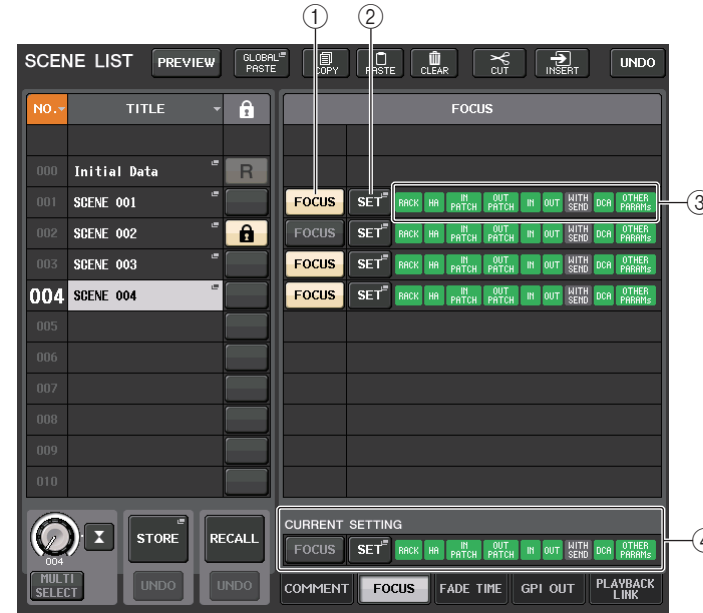 ① ②
SCENE LIST PREVIEW GLOBAL PASTE COPY PASTE CLEAR CUT INSERT UNDO
NO. TITLE FOCUS
000 Initial Data R
001 SCENE 001 FOCUS SET RACK HA IN PATCH OUT PATCH IN OUT WITH SEND DCA OTHER PARAMs ③
002 SCENE 002 FOCUS SET RACK HA IN PATCH OUT PATCH IN OUT WITH SEND DCA OTHER PARAMs
003 SCENE 003 FOCUS SET RACK HA IN PATCH OUT PATCH IN OUT WITH SEND DCA OTHER PARAMs
004 SCENE 004 FOCUS SET RACK HA IN PATCH OUT PATCH IN OUT WITH SEND DCA OTHER PARAMs
005
006
007
008
009
010
CURRENT SETTING
STORE RECALL FOCUS SET RACK HA IN PATCH OUT PATCH IN OUT WITH SEND DCA OTHER PARAMs ④
004
MULTI SELECT UNDO UNDO COMMENT FOCUS FADE TIME GPI OUT PLAYBACK LINK